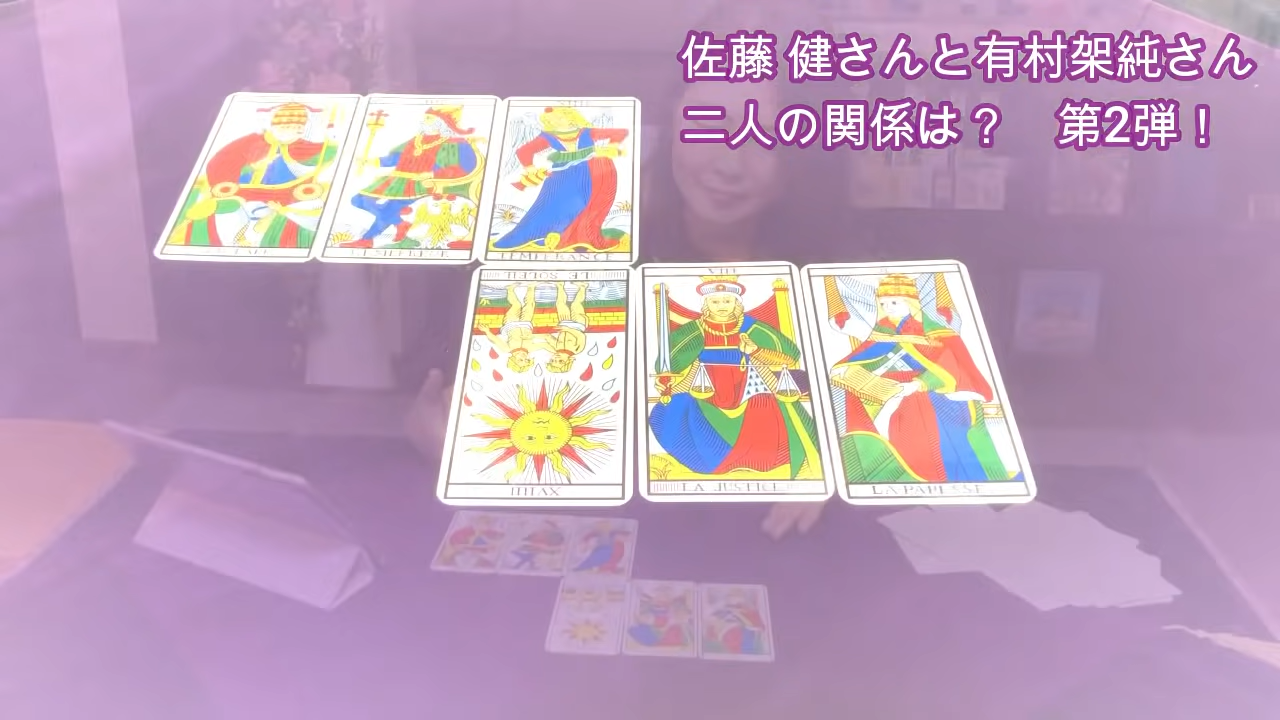 佐藤 健さんと有村架純さん
二人の関係は？　第2弾！
TEMPERANCE
LE SOLEIL
VIII
LA JUSTICE
LA PAPESSE